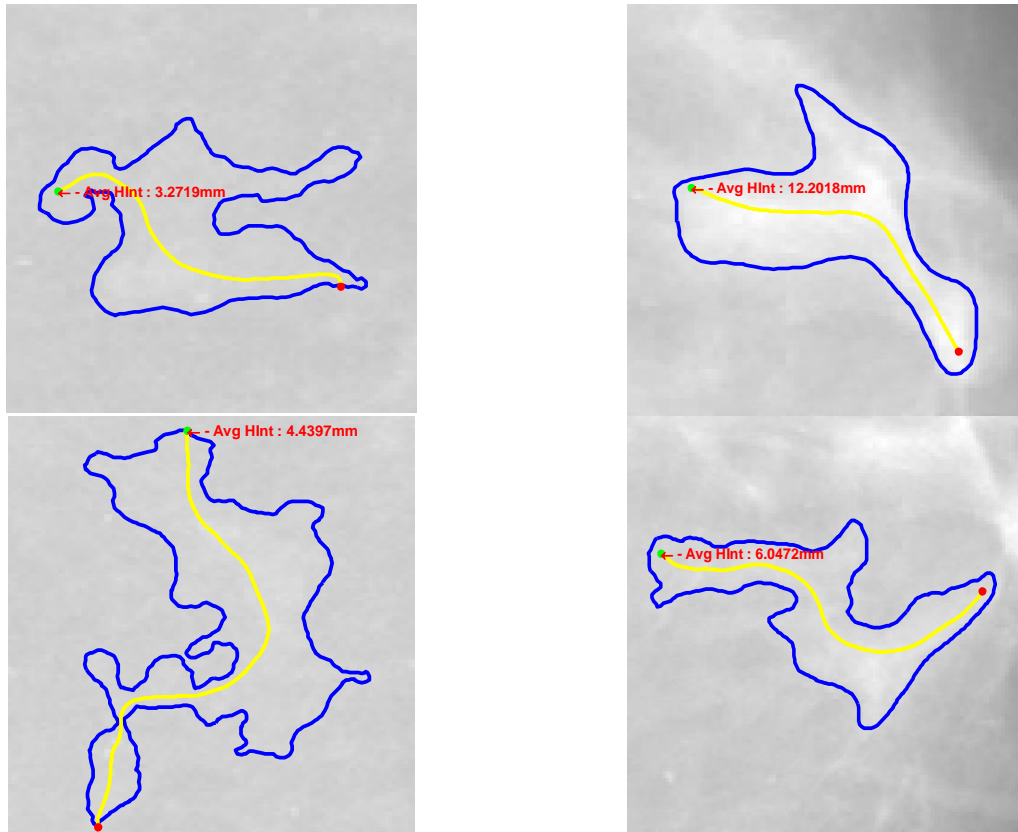 ← - Avg HInt : 3.2719mm
← - Avg HInt : 12.2018mm
← - Avg HInt : 4.4397mm
← - Avg HInt : 6.0472mm